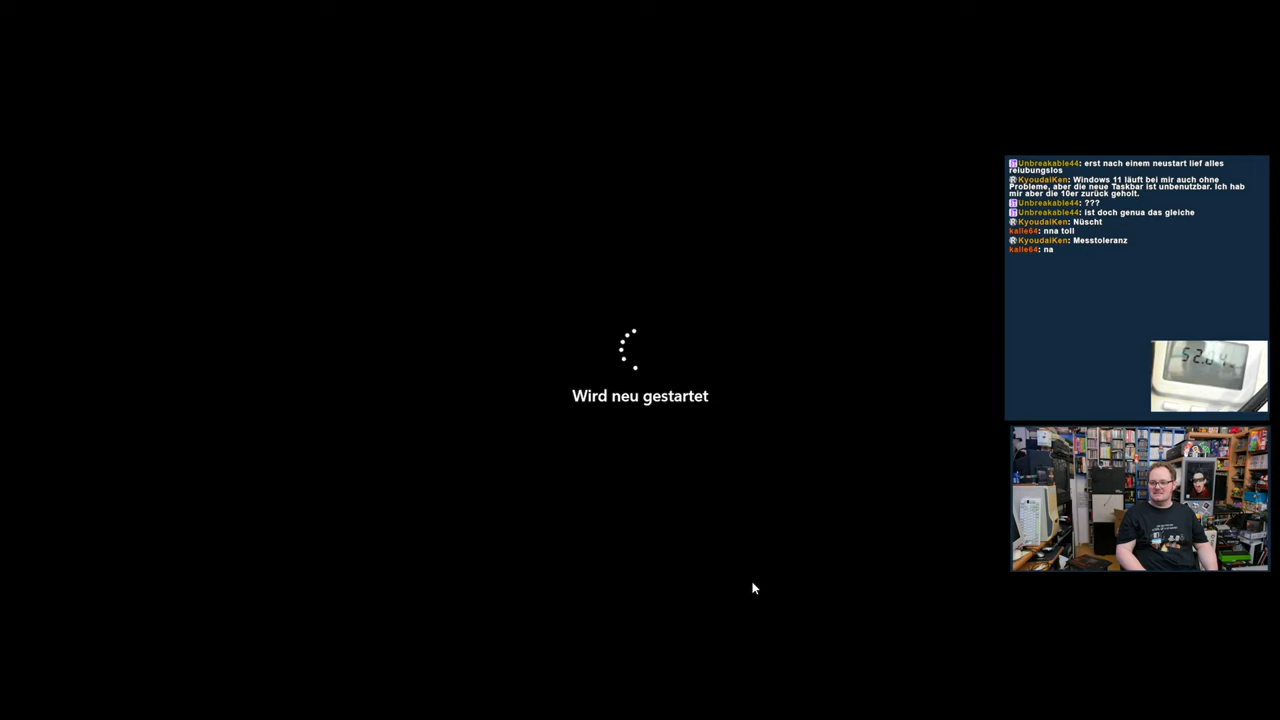 Unbreakable44: erst nach einem neustart lief alles
reiubungslos
KyoudaiKen: Windows 11 läuft bei mir auch ohne
Probleme, aber die neue Taskbar ist unbenutzbar. Ich hab
mir aber die 10er zurück geholt.
Unbreakable44: ???
Unbreakable44: ist doch genua das gleiche
KyoudaiKen: Nüscht
kalle64: nna toll
KyoudaiKen: Messtoleranz
kalle64: na
Wird neu gestartet